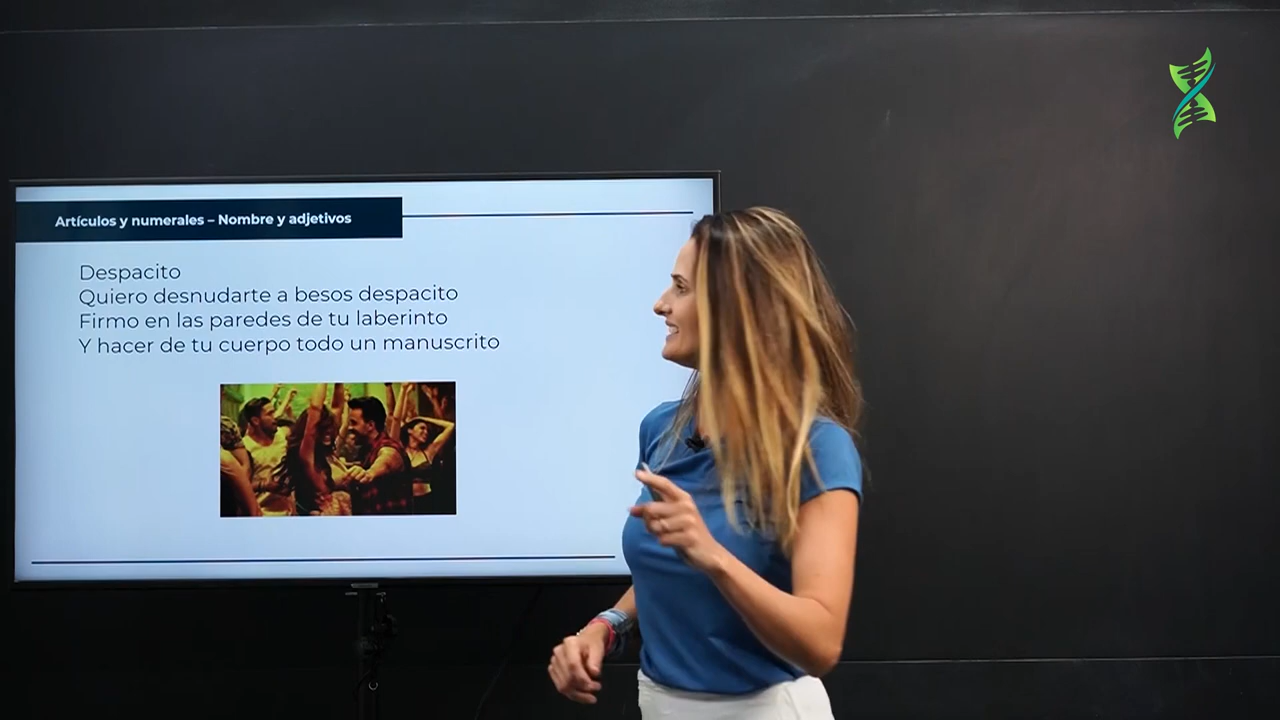 Artículos y numerales – Nombre y adjetivos
Despacito
Quiero desnudarte a besos despacito
Firmo en las paredes de tu laberinto
Y hacer de tu cuerpo todo un manuscrito